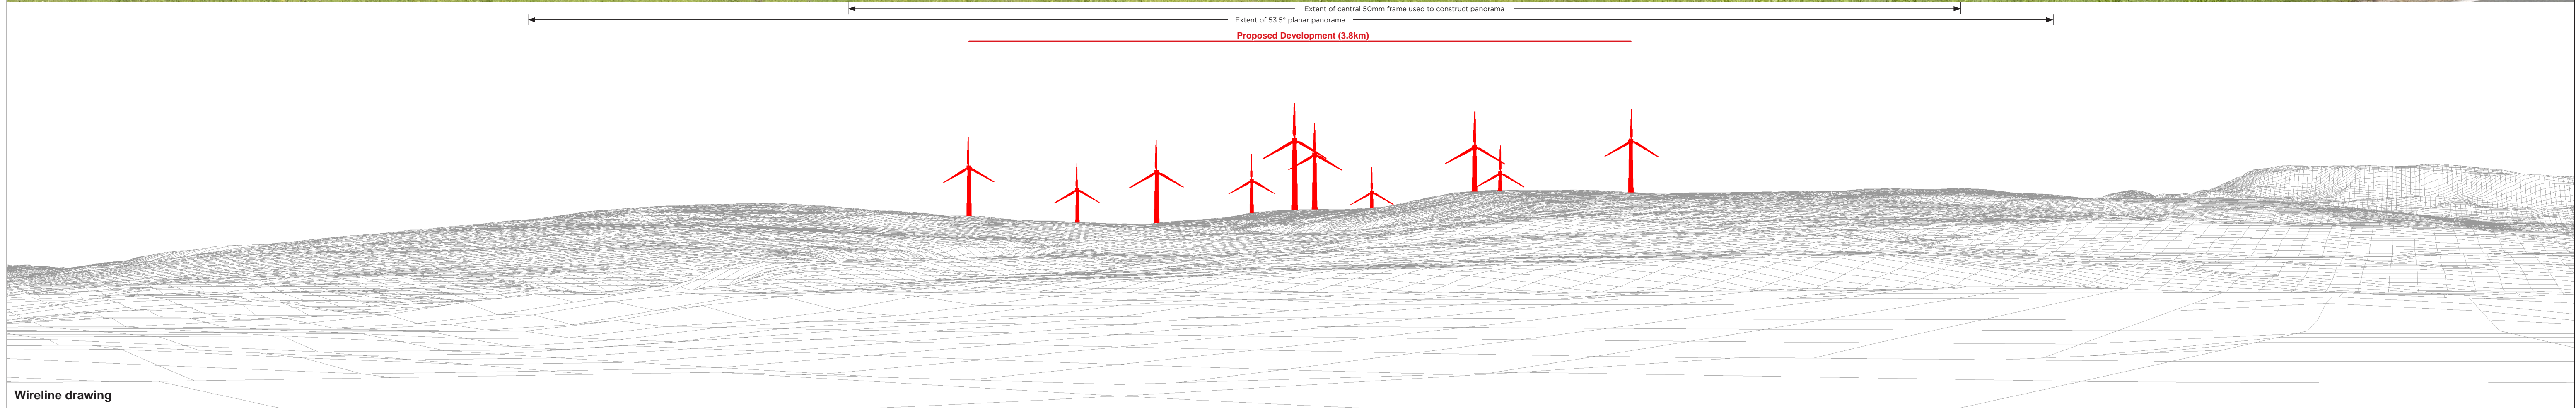 Extent of central 50mm frame used to construct panorama
Extent of 53.5° planar panorama
Proposed Development (3.8km)
Wireline drawing